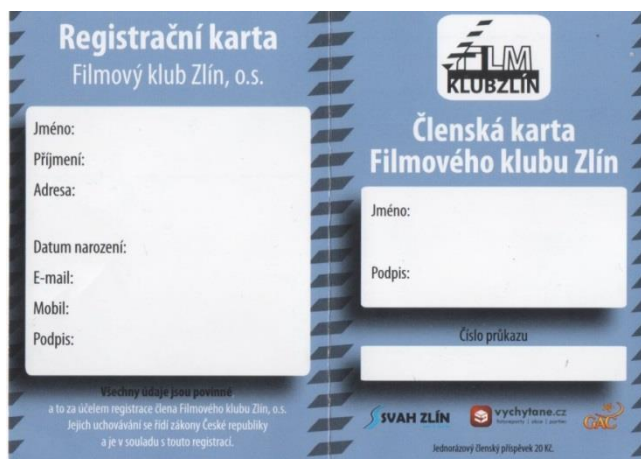 Registrační karta
Filmový klub Zlín, o.s.
Jméno:
Příjmení:
Adresa:
Datum narození:
E-mail:
Mobil:
Podpis:
Všechny údaje jsou povinné
a to za účelem registrace člena Filmového klubu Zlín, o.s.
Jejich uchovávání se řídí zákony České republiky
a je v souladu s touto registrací.
FILM
KLUBZLÍN
Členská karta
Filmového klubu Zlín
Jméno:
Podpis:
Číslo průkazu
SVAH ZLÍN
vychytane.cz
GAC
Jednorázový členský příspěvek 20 Kč.